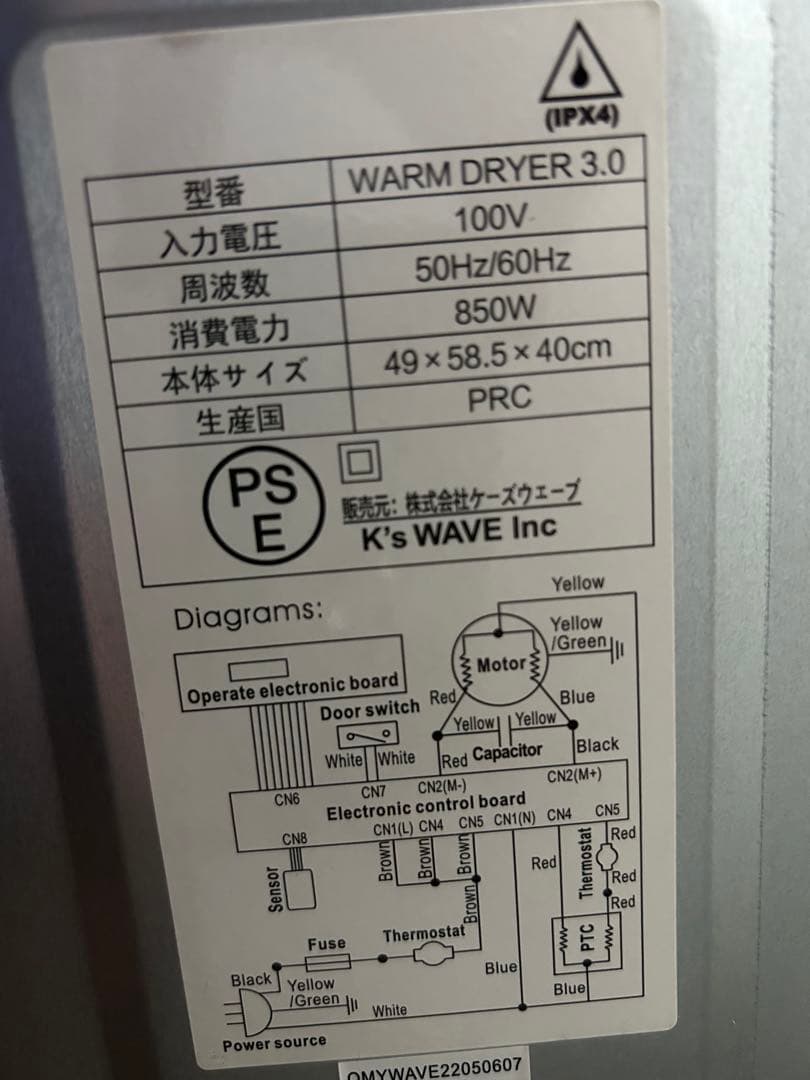 (IPX4)
型番 WARM DRYER 3.0
入力電圧 100V
周波数 50Hz/60Hz
消費電力 850W
本体サイズ 49×58.5×40cm
生産国 PRC
PS
E
販売元: 株式会社ケーズウェーブ
K's WAVE Inc
Diagrams:
Yellow
Yellow
/Green
Motor
Operate electronic board
Red
Blue
Door switch
Yellow Yellow
White White
Red Capacitor Black
CN6 CN7 CN2(M-) CN2(M+)
Electronic control board
CN8 CN1(L) CN4 CN5 CN1(N) CN4 CN5
Sensor
Brown Brown Brown
Red
Thermostat
Red
Red
Red
Brown
PTC
Fuse
Thermostat
Blue
Black
Yellow
/Green
White
Blue
Power source
QMYWAVE22050607